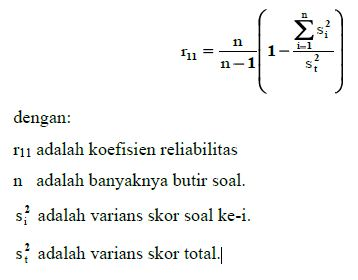 r₁₁ = n / (n − 1) ( 1 − ∑ᵢ₌₁ⁿ sᵢ² / sₜ² )
dengan:
r₁₁ adalah koefisien reliabilitas
n adalah banyaknya butir soal.
sᵢ² adalah varians skor soal ke-i.
sₜ² adalah varians skor total.